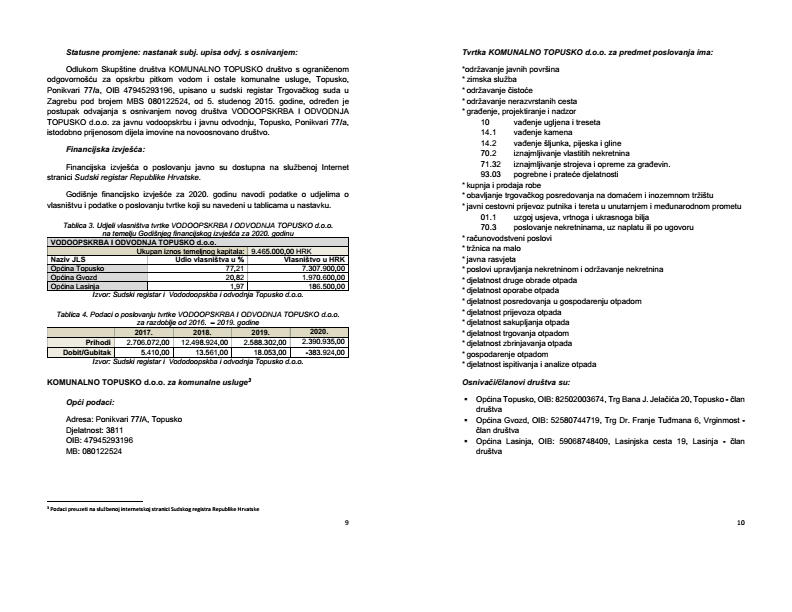 Statusne promjene: nastanak subj. upisa odvj. s osnivanjem:
Odlukom Skupštine društva KOMUNALNO TOPUSKO društvo s ograničenom
odgovornošću za opskrbu pitkom vodom i ostale komunalne usluge, Topusko,
Ponikvari 77/a, OIB 47945293196, upisano u sudski registar Trgovačkog suda u
Zagrebu pod brojem MBS 080122524, od 5. studenog 2015. godine, određen je
postupak odvajanja s osnivanjem novog društva VODOOPSKRBA I ODVODNJA
TOPUSKO d.o.o. za javnu vodoopskrbu i javnu odvodnju, Topusko, Ponikvari 77/a,
istodobno prijenosom dijela imovine na novoosnovano društvo.
Financijska izvješća:
Financijska izvješća o poslovanju javno su dostupna na službenoj Internet
stranici Sudski registar Republike Hrvatske.
Godišnje financijsko izvješće za 2020. godinu navodi podatke o udjelima o
vlasništvu i podatke o poslovanju tvrtke koji su navedeni u tablicama u nastavku.
Tablica 3. Udjeli vlasništva tvrtke VODOOPSKRBA I ODVODNJA TOPUSKO d.o.o.
na temelju Godišnjeg financijskog izvješća za 2020. godinu
VODOOPSKRBA I ODVODNJA TOPUSKO d.o.o.
Ukupan iznos temeljnog kapitala: 9.465.000,00 HRK
Naziv JLS Udio vlasništva u % Vlasništvo u HRK
Općina Topusko 77,21 7.307.900,00
Općina Gvozd 20,82 1.970.600,00
Općina Lasinja 1,97 186.500,00
Izvor: Sudski registar i Vododoopskba i odvodnja Topusko d.o.o.
Tablica 4. Podaci o poslovanju tvrtke VODOOPSKRBA I ODVODNJA TOPUSKO d.o.o.
za razdoblje od 2016. – 2019. godine
2017. 2018. 2019. 2020.
Prihodi 2.706.072,00 12.498.924,00 2.588.302,00 2.390.935,00
Dobit/Gubitak 5.410,00 13.561,00 18.053,00 -383.924,00
Izvor: Sudski registar i Vododoopskba i odvodnja Topusko d.o.o.
KOMUNALNO TOPUSKO d.o.o. za komunalne usluge³
Opći podaci:
Adresa: Ponikvari 77/A, Topusko
Djelatnost: 3811
OIB: 47945293196
MB: 080122524
³ Podaci preuzeti na službenoj internetskoj stranici Sudskog registra Republike Hrvatske
9
Tvrtka KOMUNALNO TOPUSKO d.o.o. za predmet poslovanja ima:
*održavanje javnih površina
* zimska služba
* održavanje čistoće
* održavanje nerazvrstanih cesta
* građenje, projektiranje i nadzor
10 vađenje ugljena i treseta
14.1 vađenje kamena
14.2 vađenje šljunka, pijeska i gline
70.2 iznajmljivanje vlastitih nekretnina
71.32 iznajmljivanje strojeva i opreme za građevin.
93.03 pogrebne i prateće djelatnosti
* kupnja i prodaja robe
* obavljanje trgovačkog posredovanja na domaćem i inozemnom tržištu
* javni cestovni prijevoz putnika i tereta u unutarnjem i međunarodnom prometu
01.1 uzgoj usjeva, vrtnoga i ukrasnoga bilja
70.3 poslovanje nekretninama, uz naplatu ili po ugovoru
* računovodstveni poslovi
* tržnica na malo
* javna rasvjeta
* poslovi upravljanja nekretninom i održavanje nekretnina
* djelatnost druge obrade otpada
* djelatnost oporabe otpada
* djelatnost posredovanja u gospodarenju otpadom
* djelatnost prijevoza otpada
* djelatnost sakupljanja otpada
* djelatnost trgovanja otpadom
* djelatnost zbrinjavanja otpada
* gospodarenje otpadom
* djelatnost ispitivanja i analize otpada
Osnivači/članovi društva su:
▪ Općina Topusko, OIB: 82502003674, Trg Bana J. Jelačića 20, Topusko - član
društva
▪ Općina Gvozd, OIB: 52580744719, Trg Dr. Franje Tuđmana 6, Vrginmost -
član društva
▪ Općina Lasinja, OIB: 59068748409, Lasinjska cesta 19, Lasinja - član
društva
10